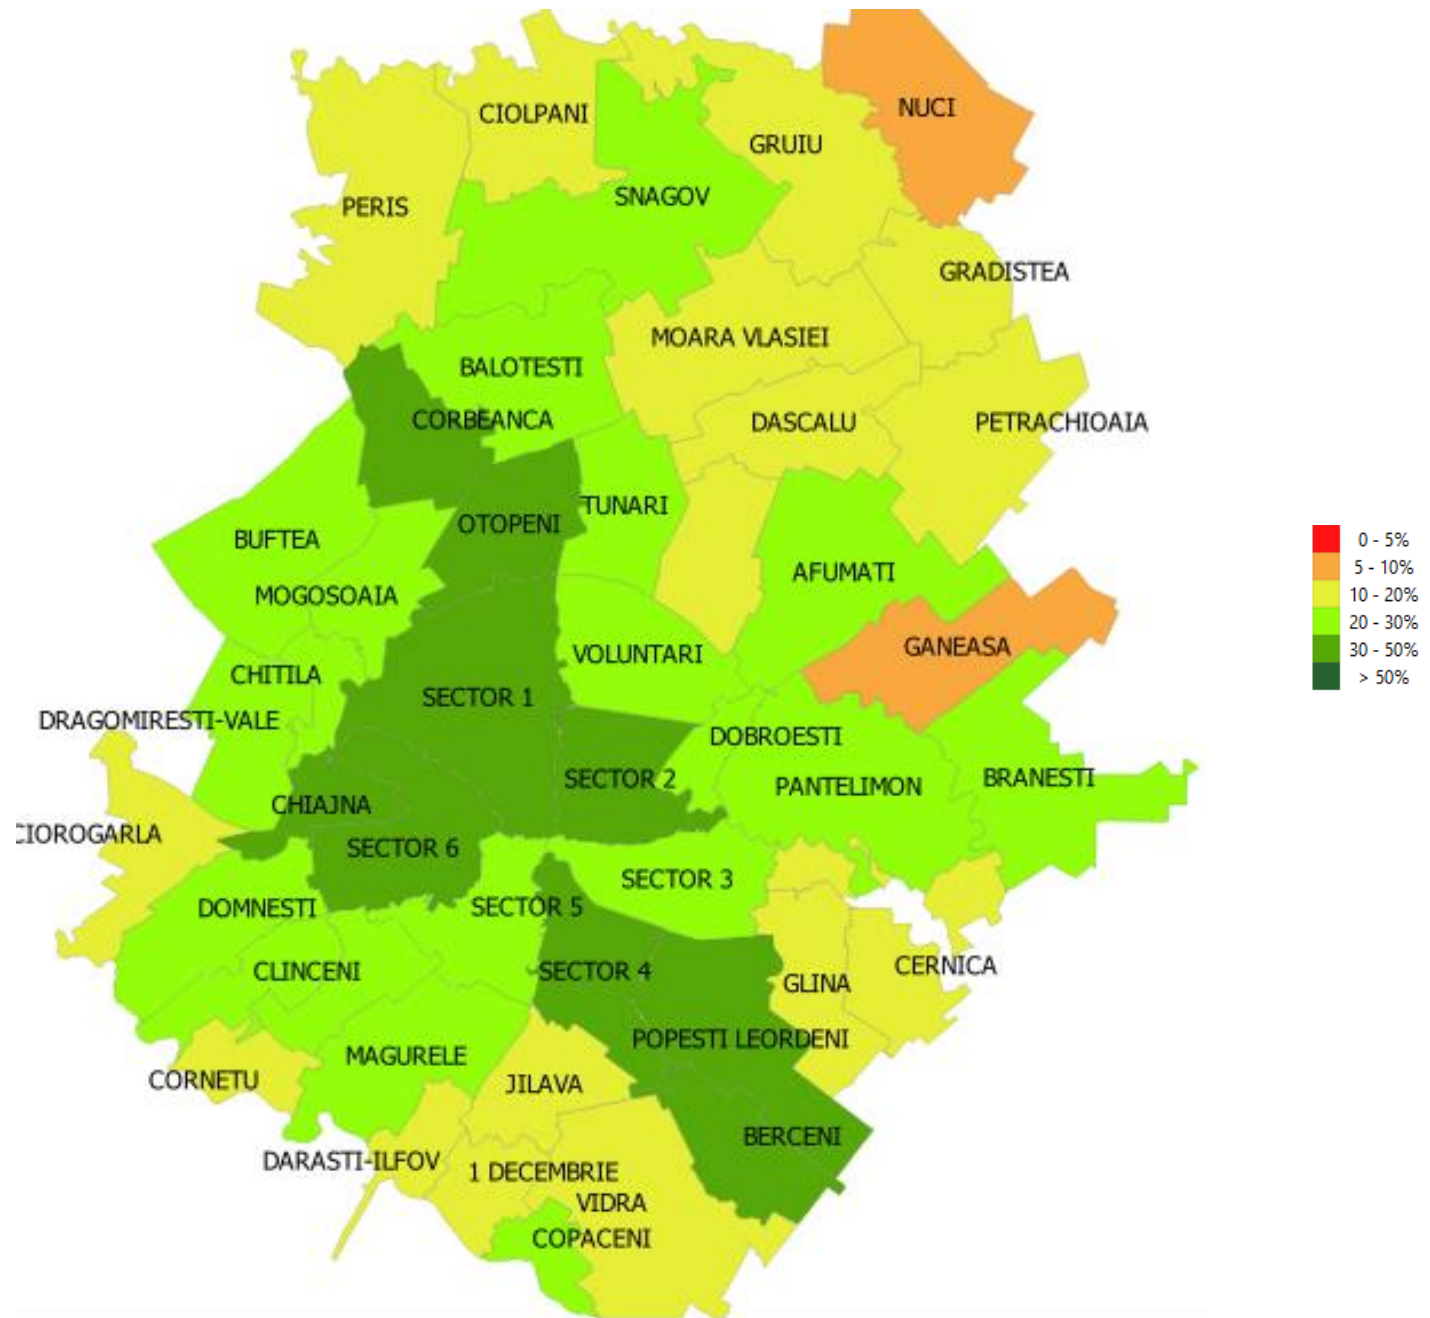 CIOLPANI
NUCI
GRUIU
SNAGOV
PERIS
GRADISTEA
MOARA VLASIEI
BALOTESTI
CORBEANCA
DASCALU
PETRACHIOAIA
TUNARI
OTOPENI
BUFTEA
AFUMATI
MOGOSOAIA
GANEASA
VOLUNTARI
CHITILA
SECTOR 1
DRAGOMIRESTI-VALE
DOBROESTI
SECTOR 2
BRANESTI
PANTELIMON
CHIAJNA
CIOROGARLA
SECTOR 6
SECTOR 3
DOMNESTI
SECTOR 5
CERNICA
CLINCENI
SECTOR 4
GLINA
POPESTI LEORDENI
MAGURELE
CORNETU
JILAVA
BERCENI
DARASTI-ILFOV
1 DECEMBRIE
VIDRA
COPACENI
0 - 5%
5 - 10%
10 - 20%
20 - 30%
30 - 50%
> 50%